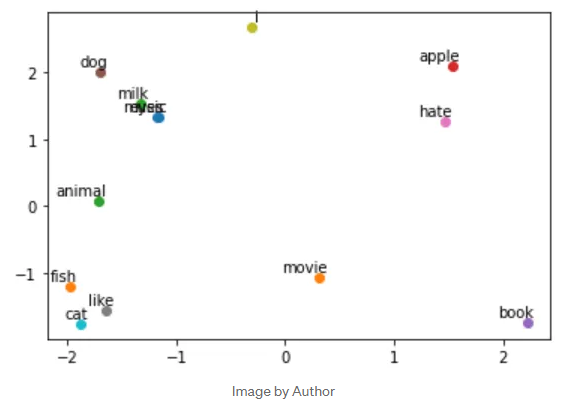 I
dog
apple
milk
hate
animal
fish
movie
like
cat
book
2
1
0
−1
−2
−1
0
1
2
Image by Author